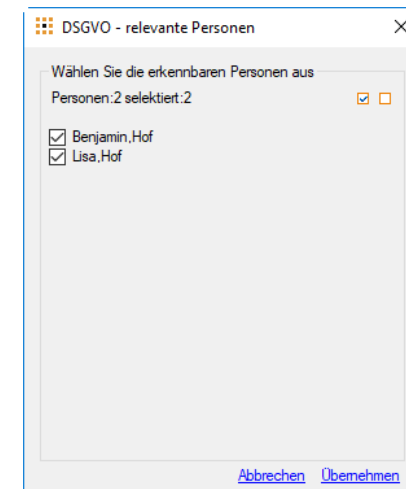 DSGVO - relevante Personen
Wählen Sie die erkennbaren Personen aus
Personen:2 selektiert:2
Benjamin,Hof
Lisa,Hof
Abbrechen Übernehmen